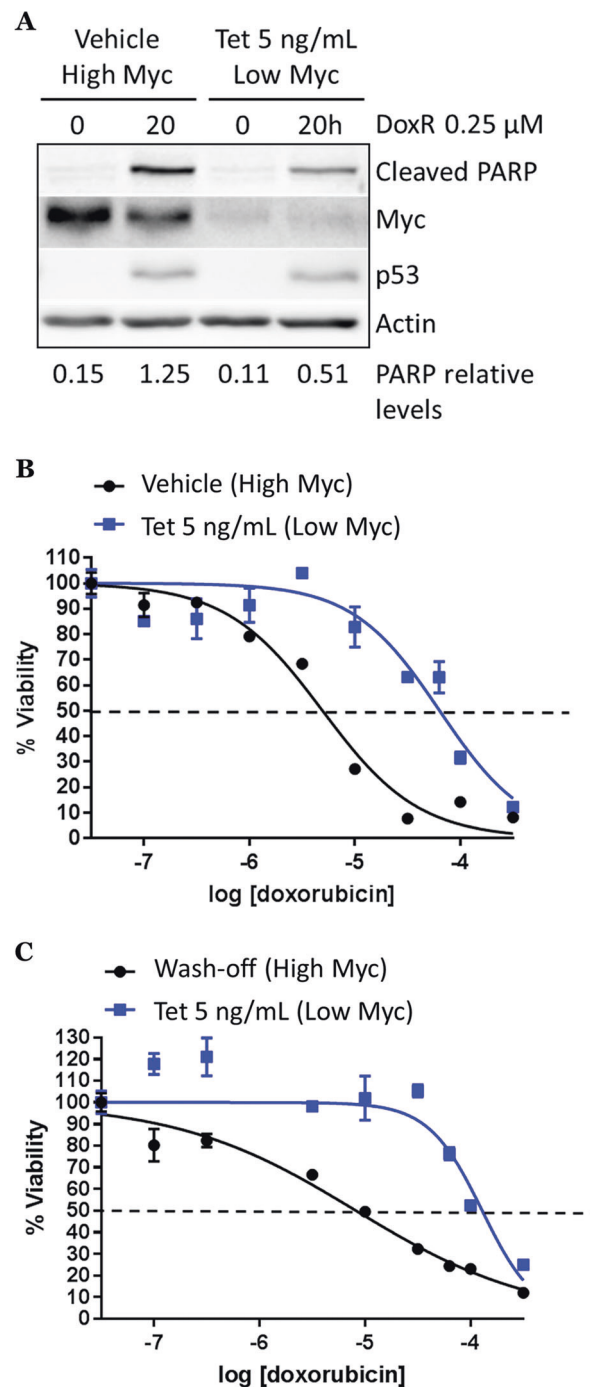 A
Vehicle
High Myc
Tet 5 ng/mL
Low Myc
0 20 0 20h DoxR 0.25 μM
Cleaved PARP
Myc
p53
Actin
0.15 1.25 0.11 0.51 PARP relative
levels
B
Vehicle (High Myc)
Tet 5 ng/mL (Low Myc)
110
100
90
80
70
60
50
40
30
20
10
0
% Viability
-7 -6 -5 -4
log [doxorubicin]
C
Wash-off (High Myc)
Tet 5 ng/mL (Low Myc)
130
120
110
100
90
80
70
60
50
40
30
20
10
0
% Viability
-7 -6 -5 -4
log [doxorubicin]